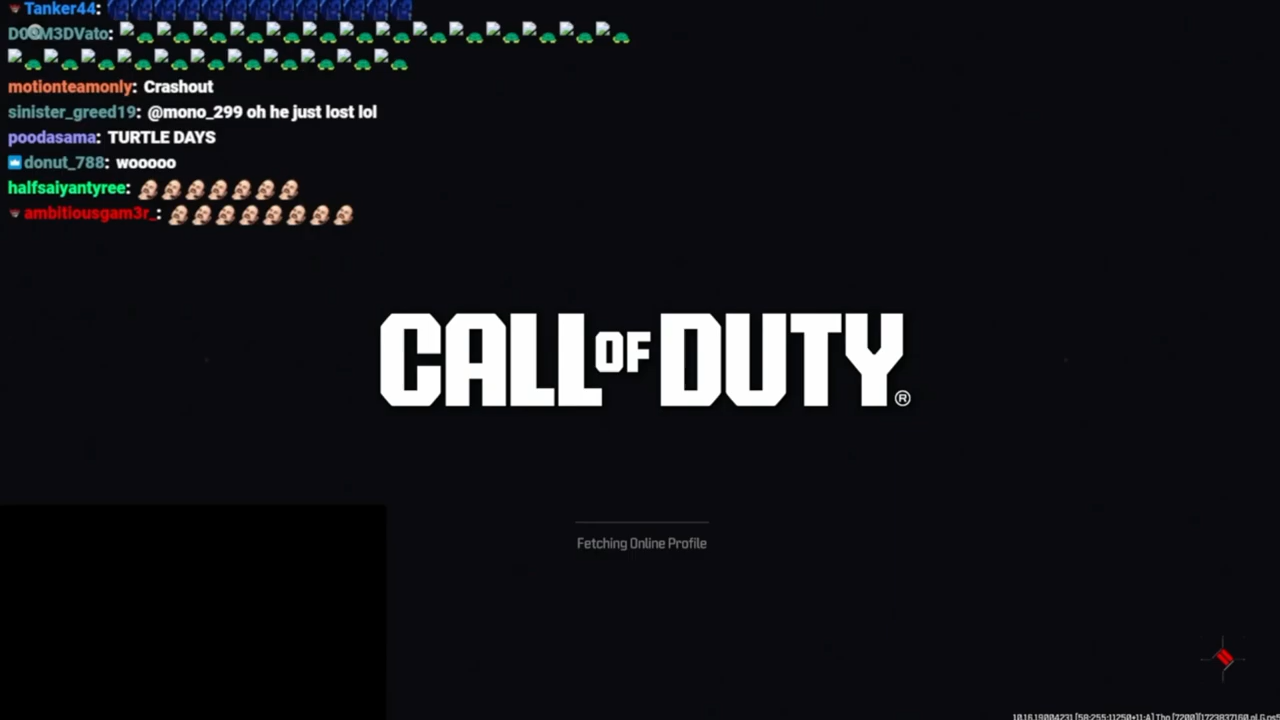 Tanker44:
D0OM3DVato:
motionteamonly: Crashout
sinister_greed19: @mono_299 oh he just lost lol
poodasama: TURTLE DAYS
donut_788: wooooo
halfsaiyantyree:
ambitiousgam3r_:
CALL OF DUTY®
Fetching Online Profile